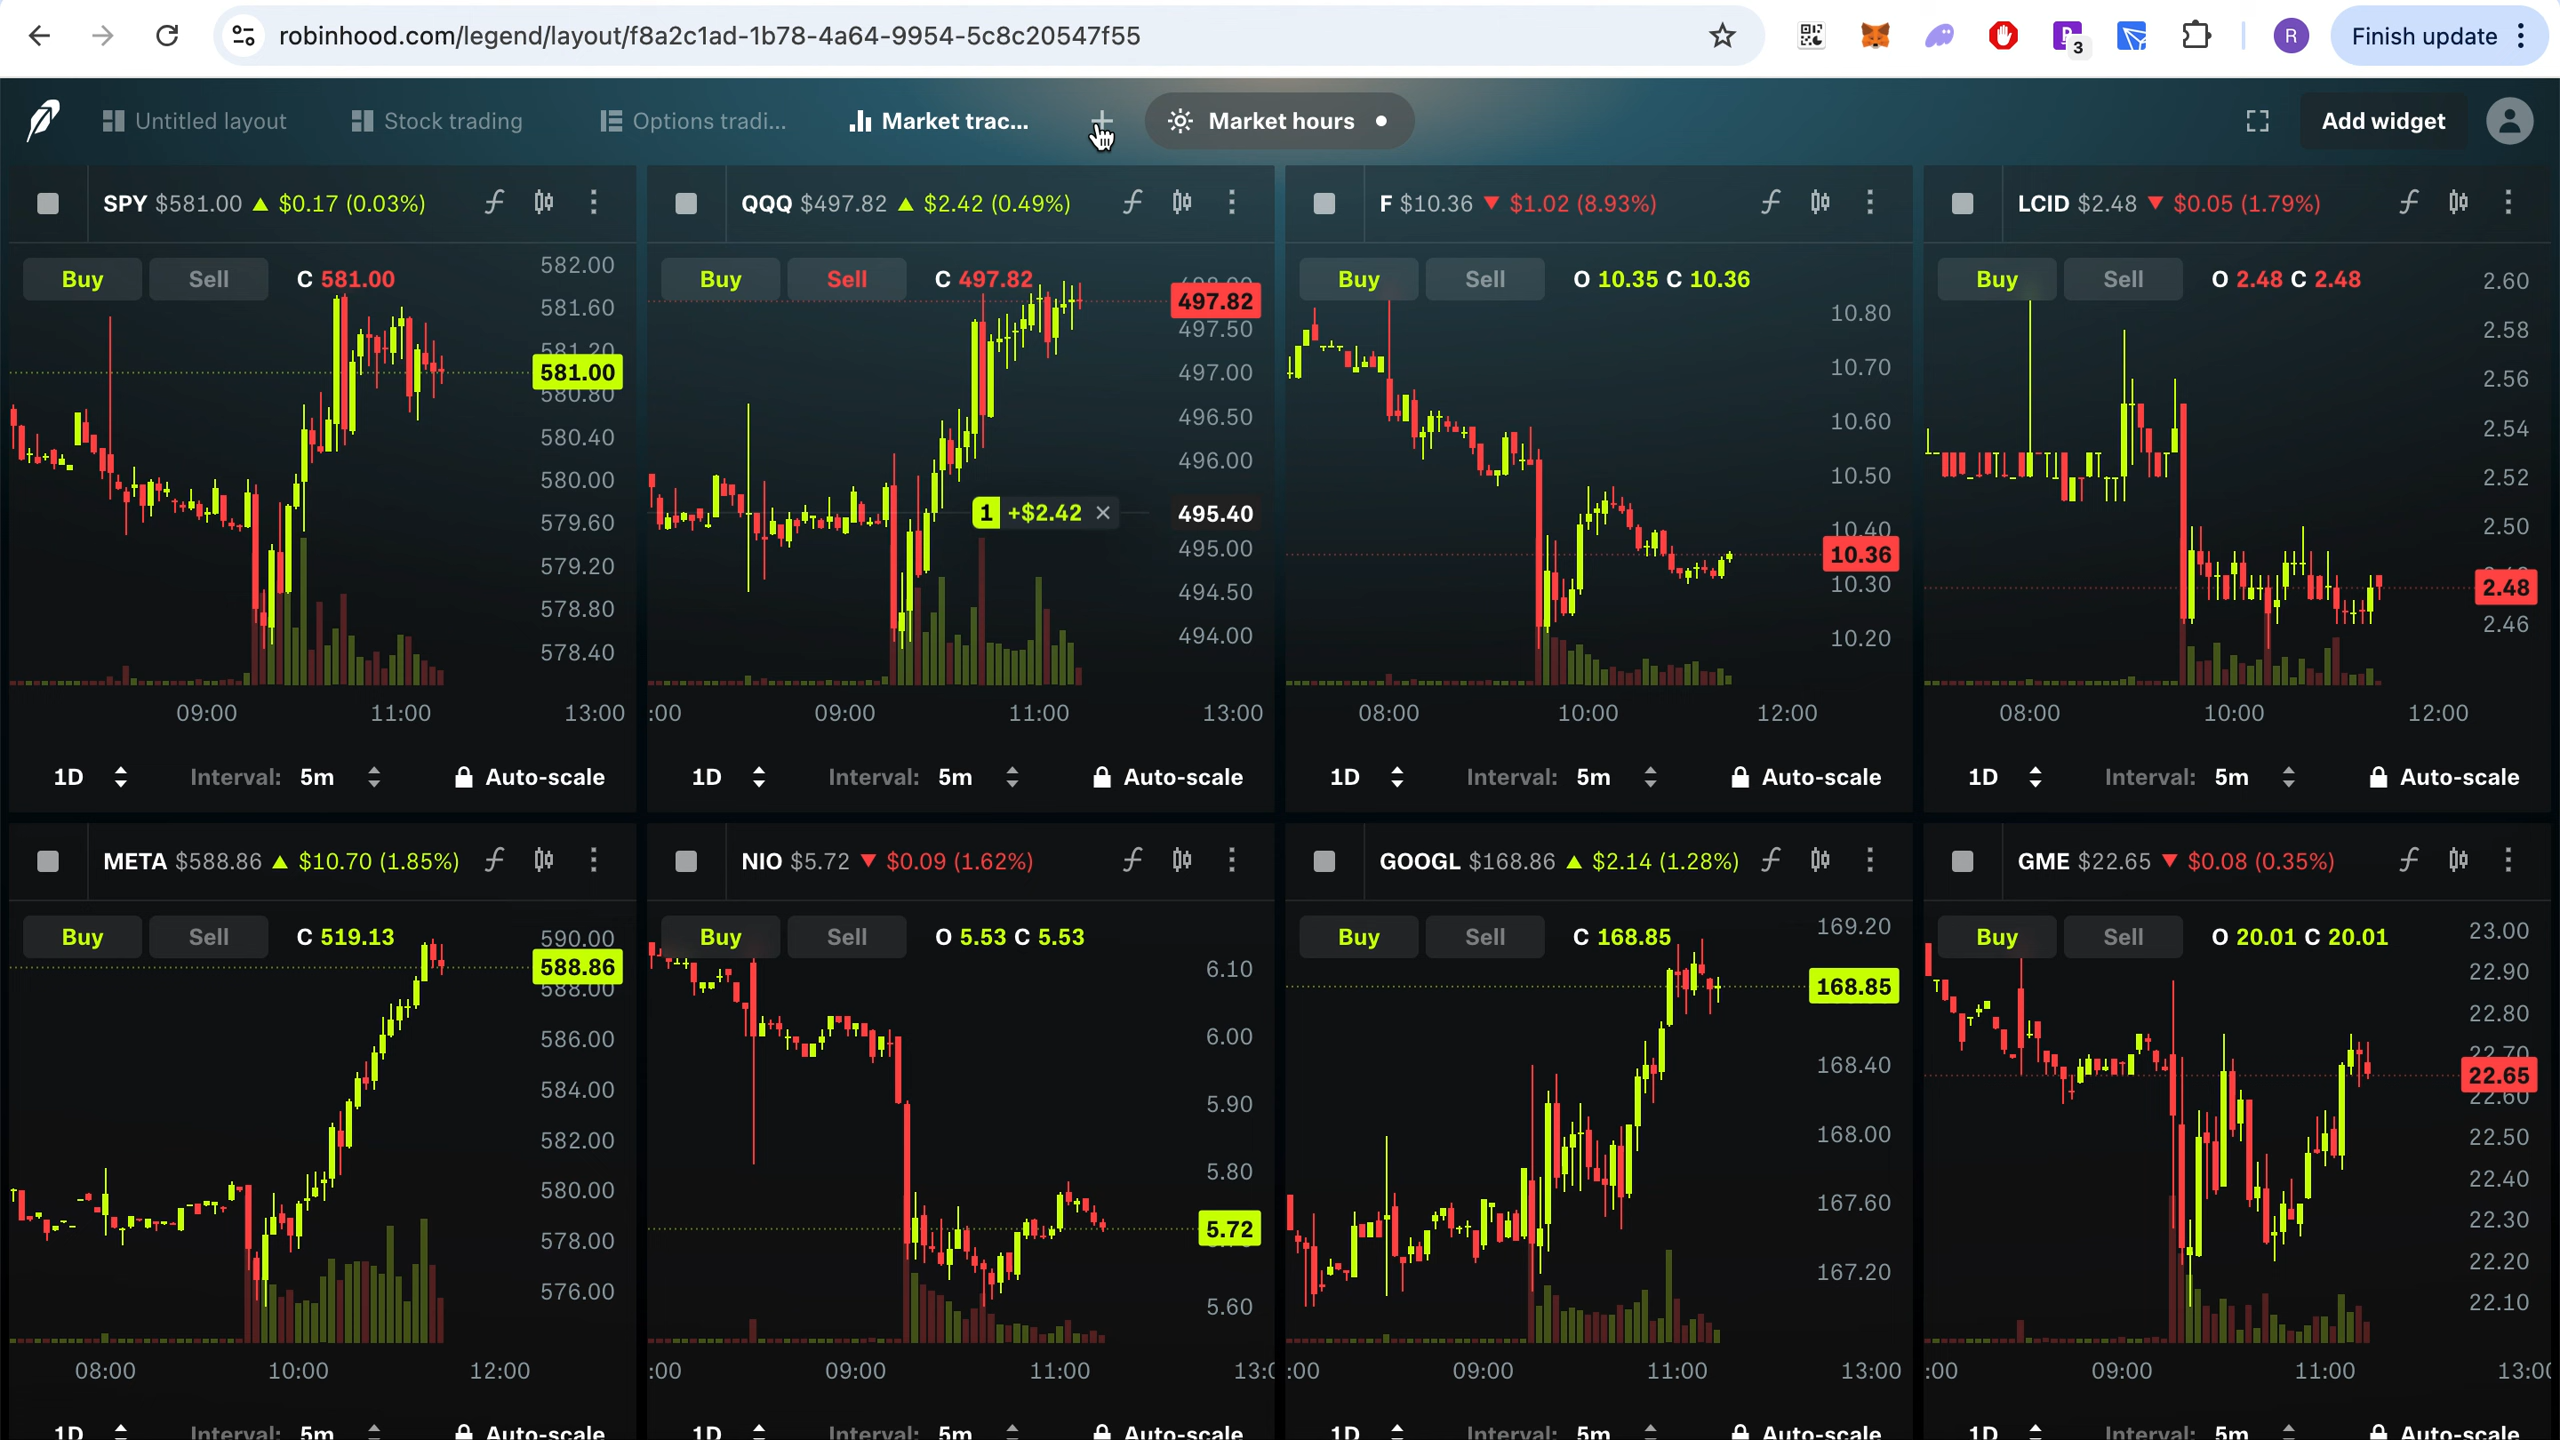 robinhood.com/legend/layout/f8a2c1ad-1b78-4a64-9954-5c8c20547f55
3
R
Finish update
Untitled layout
Stock trading
Options tradi...
Market trac...
Market hours
Add widget
SPY $581.00 ▲ $0.17 (0.03%)
Buy Sell C 581.00
582.00
581.60
581.20
581.00
580.80
580.40
580.00
579.60
579.20
578.80
578.40
09:00 11:00 13:00
1D Interval: 5m Auto-scale
QQQ $497.82 ▲ $2.42 (0.49%)
Buy Sell C 497.82
497.82
497.50
497.00
496.50
496.00
1 +$2.42 ×
495.40
495.00
494.50
494.00
:00 09:00 11:00 13:00
1D Interval: 5m Auto-scale
F $10.36 ▼ $1.02 (8.93%)
Buy Sell O 10.35 C 10.36
10.80
10.70
10.60
10.50
10.40
10.36
10.30
10.20
08:00 10:00 12:00
1D Interval: 5m Auto-scale
LCID $2.48 ▼ $0.05 (1.79%)
Buy Sell O 2.48 C 2.48
2.60
2.58
2.56
2.54
2.52
2.50
2.48
2.46
08:00 10:00 12:00
1D Interval: 5m Auto-scale
META $588.86 ▲ $10.70 (1.85%)
Buy Sell C 519.13
590.00
588.86
588.00
586.00
584.00
582.00
580.00
578.00
576.00
08:00 10:00 12:00
1D Interval: 5m Auto-scale
NIO $5.72 ▼ $0.09 (1.62%)
Buy Sell O 5.53 C 5.53
6.10
6.00
5.90
5.80
5.72
5.60
:00 09:00 11:00
1D Interval: 5m Auto-scale
GOOGL $168.86 ▲ $2.14 (1.28%)
Buy Sell C 168.85
169.20
168.85
168.40
168.00
167.60
167.20
:00 09:00 11:00 13:00
1D Interval: 5m Auto-scale
GME $22.65 ▼ $0.08 (0.35%)
Buy Sell O 20.01 C 20.01
23.00
22.90
22.80
22.70
22.65
22.60
22.50
22.40
22.30
22.20
22.10
:00 09:00 11:00
1D Interval: 5m Auto-scale